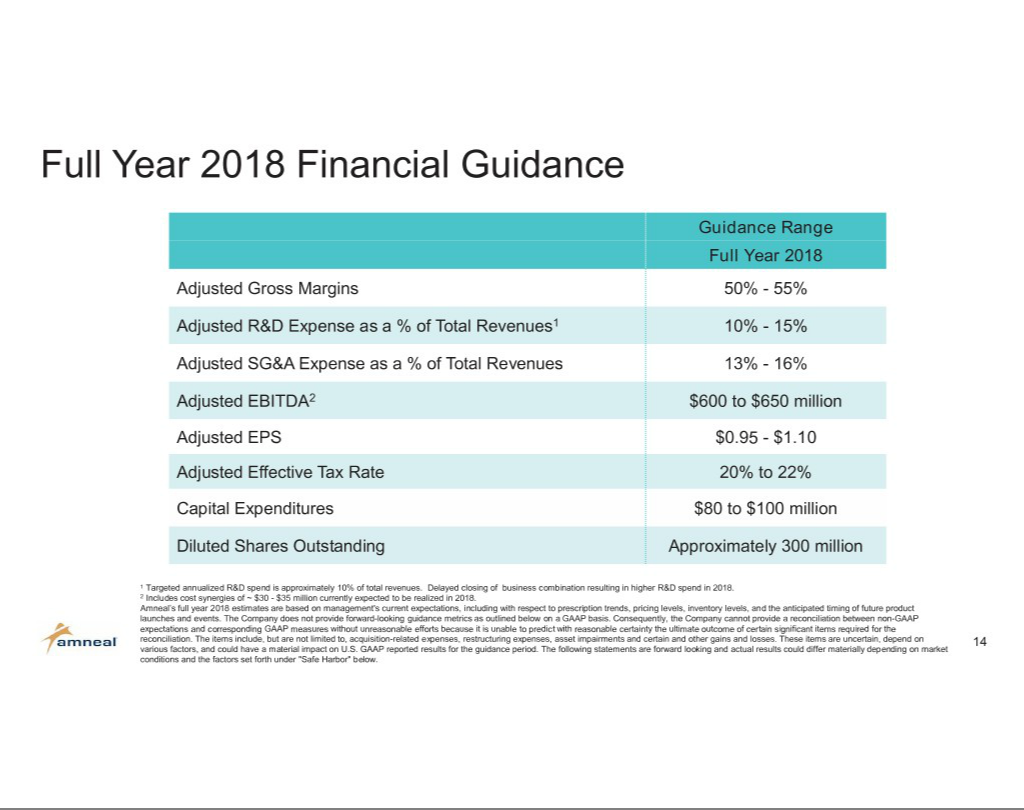 Full Year 2018 Financial Guidance
Guidance Range
Full Year 2018
Adjusted Gross Margins 50% - 55%
Adjusted R&D Expense as a % of Total Revenues¹ 10% - 15%
Adjusted SG&A Expense as a % of Total Revenues 13% - 16%
Adjusted EBITDA² $600 to $650 million
Adjusted EPS $0.95 - $1.10
Adjusted Effective Tax Rate 20% to 22%
Capital Expenditures $80 to $100 million
Diluted Shares Outstanding Approximately 300 million
¹ Targeted annualized R&D spend is approximately 10% of total revenues. Delayed closing of business combination resulting in higher R&D spend in 2018.
² Includes cost synergies of ~ $30 - $35 million currently expected to be realized in 2018.
Amneal's full year 2018 estimates are based on management's current expectations, including with respect to prescription trends, pricing levels, inventory levels, and the anticipated timing of future product
launches and events. The Company does not provide forward-looking guidance metrics as outlined below on a GAAP basis. Consequently, the Company cannot provide a reconciliation between non-GAAP
expectations and corresponding GAAP measures without unreasonable efforts because it is unable to predict with reasonable certainty the ultimate outcome of certain significant items required for the
reconciliation. The items include, but are not limited to, acquisition-related expenses, restructuring expenses, asset impairments and certain and other gains and losses. These items are uncertain, depend on
various factors, and could have a material impact on U.S. GAAP reported results for the guidance period. The following statements are forward looking and actual results could differ materially depending on market
conditions and the factors set forth under "Safe Harbor" below.
amneal
14